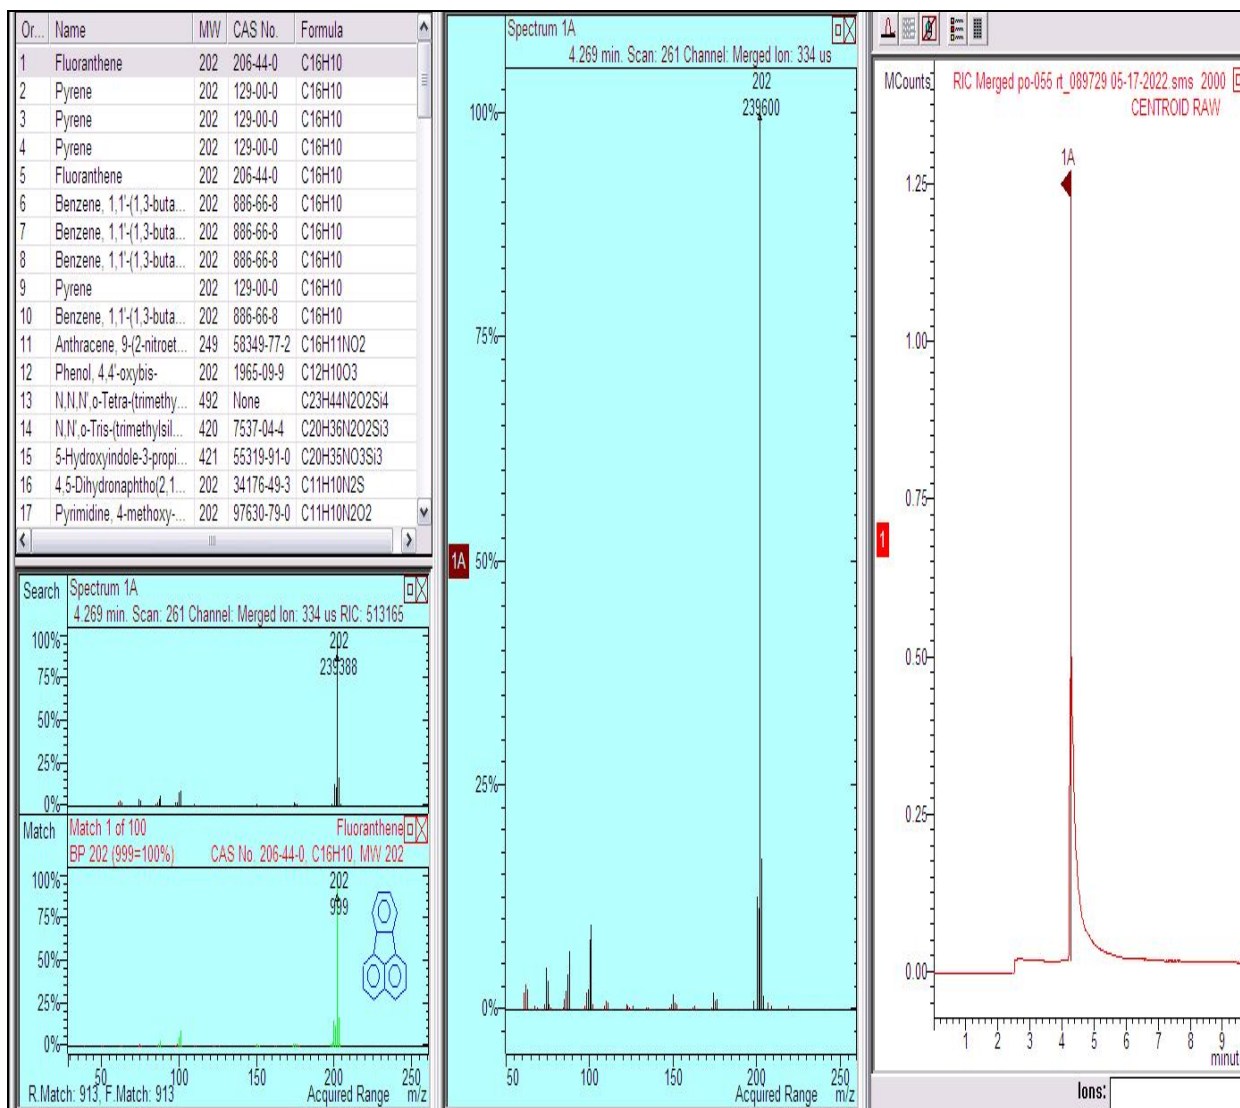 Or... Name MW CAS No. Formula
1 Fluoranthene 202 206-44-0 C16H10
2 Pyrene 202 129-00-0 C16H10
3 Pyrene 202 129-00-0 C16H10
4 Pyrene 202 129-00-0 C16H10
5 Fluoranthene 202 206-44-0 C16H10
6 Benzene, 1,1'-(1,3-buta... 202 886-66-8 C16H10
7 Benzene, 1,1'-(1,3-buta... 202 886-66-8 C16H10
8 Benzene, 1,1'-(1,3-buta... 202 886-66-8 C16H10
9 Pyrene 202 129-00-0 C16H10
10 Benzene, 1,1'-(1,3-buta... 202 886-66-8 C16H10
11 Anthracene, 9-(2-nitroet... 249 58349-77-2 C16H11NO2
12 Phenol, 4,4'-oxybis- 202 1965-09-9 C12H10O3
13 N,N,N',o-Tetra-(trimethy... 492 None C23H44N2O2Si4
14 N,N',o-Tris-(trimethylsil... 420 7537-04-4 C20H36N2O2Si3
15 5-Hydroxyindole-3-propi... 421 55319-91-0 C20H35NO3Si3
16 4,5-Dihydronaphtho(2,1... 202 34176-49-3 C11H10N2S
17 Pyrimidine, 4-methoxy-... 202 97630-79-0 C11H10N2O2
Search Spectrum 1A
4.269 min. Scan: 261 Channel: Merged Ion: 334 us RIC: 513165
100%
202
239388
75%
50%
25%
0%
Match Match 1 of 100 Fluoranthene
BP 202 (999=100%) CAS No. 206-44-0, C16H10, MW 202
100%
202
999
75%
50%
25%
0%
50 100 150 200 250
R.Match: 913, F.Match: 913 Acquired Range m/z
Spectrum 1A
4.269 min. Scan: 261 Channel: Merged Ion: 334 us
202
239600
100%
75%
1A 50%
25%
0%
50 100 150 200 250
Acquired Range m/z
MCounts RIC Merged po-055 rt_089729 05-17-2022.sms 2000
CENTROID RAW
1A
1.25
1.00
0.75
1
0.50
0.25
0.00
1 2 3 4 5 6 7 8 9
minut
Ions: